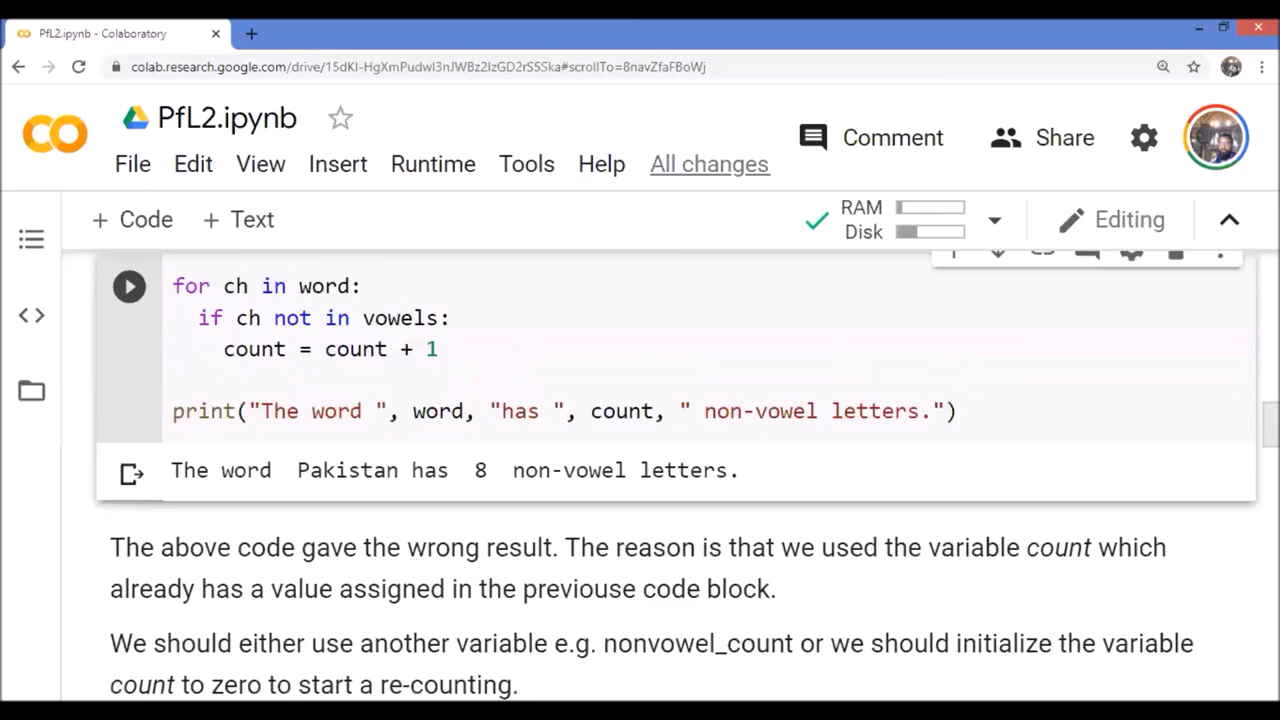 PfL2.ipynb - Colaboratory
colab.research.google.com/drive/15dKI-HgXmPudwI3nJWBz2IzGD2rS5Ska#scrollTo=8navZfaFBoWj
PfL2.ipynb
Comment
Share
File Edit View Insert Runtime Tools Help All changes
+ Code + Text
RAM
Disk
Editing
for ch in word:
if ch not in vowels:
count = count + 1
print("The word ", word, "has ", count, " non-vowel letters.")
The word  Pakistan has  8  non-vowel letters.
The above code gave the wrong result. The reason is that we used the variable count which
already has a value assigned in the previouse code block.
We should either use another variable e.g. nonvowel_count or we should initialize the variable
count to zero to start a re-counting.